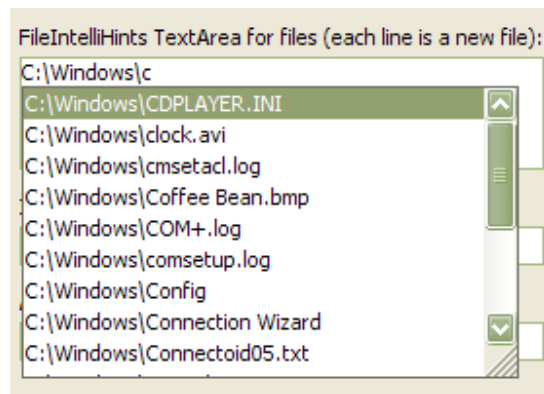 FileIntelliHints TextArea for files (each line is a new file):
C:\Windows\c
C:\Windows\CDPLAYER.INI
C:\Windows\clock.avi
C:\Windows\cmsetacl.log
C:\Windows\Coffee Bean.bmp
C:\Windows\COM+.log
C:\Windows\comsetup.log
C:\Windows\Config
C:\Windows\Connection Wizard
C:\Windows\Connectoid05.txt